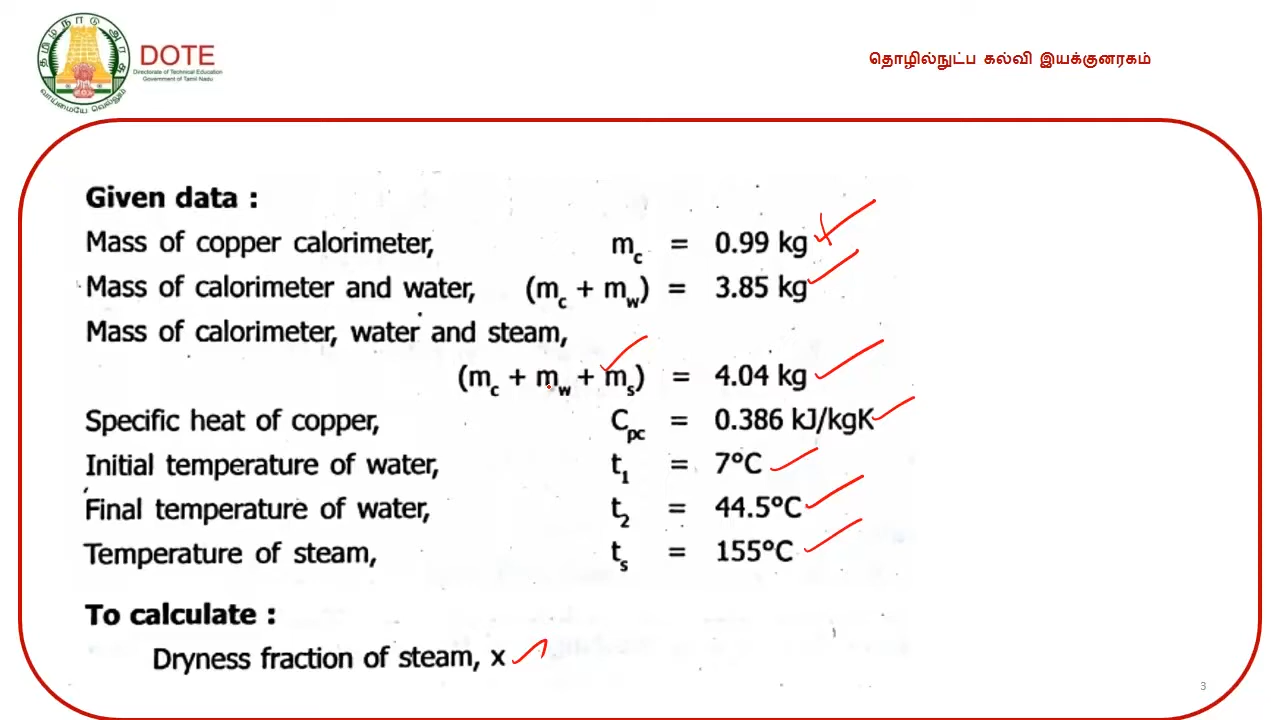 தமிழ்நாடு அரசு
வாய்மையே வெல்லும்
DOTE
Directorate of Technical Education
Government of Tamil Nadu
தொழில்நுட்ப கல்வி இயக்குனரகம்
Given data :
Mass of copper calorimeter, m_c = 0.99 kg
Mass of calorimeter and water, (m_c + m_w) = 3.85 kg
Mass of calorimeter, water and steam,
(m_c + m_w + m_s) = 4.04 kg
Specific heat of copper, C_pc = 0.386 kJ/kgK
Initial temperature of water, t_1 = 7°C
Final temperature of water, t_2 = 44.5°C
Temperature of steam, t_s = 155°C
To calculate :
Dryness fraction of steam, x
3